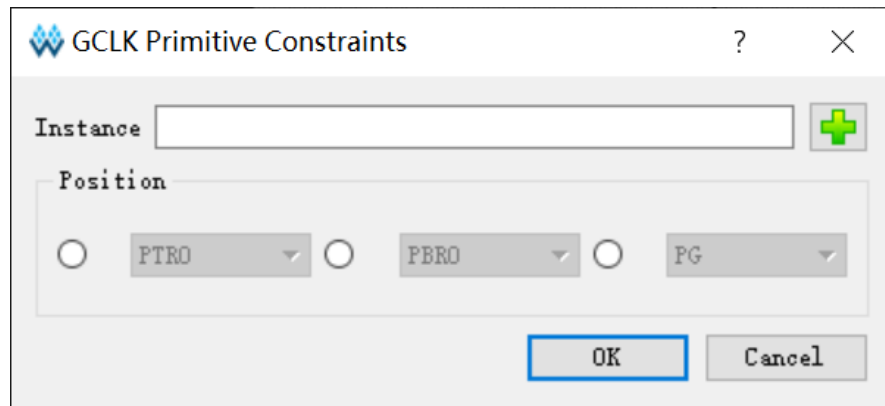 GCLK Primitive Constraints ?
Instance
Position
PTR0 PBR0 PG
OK Cancel